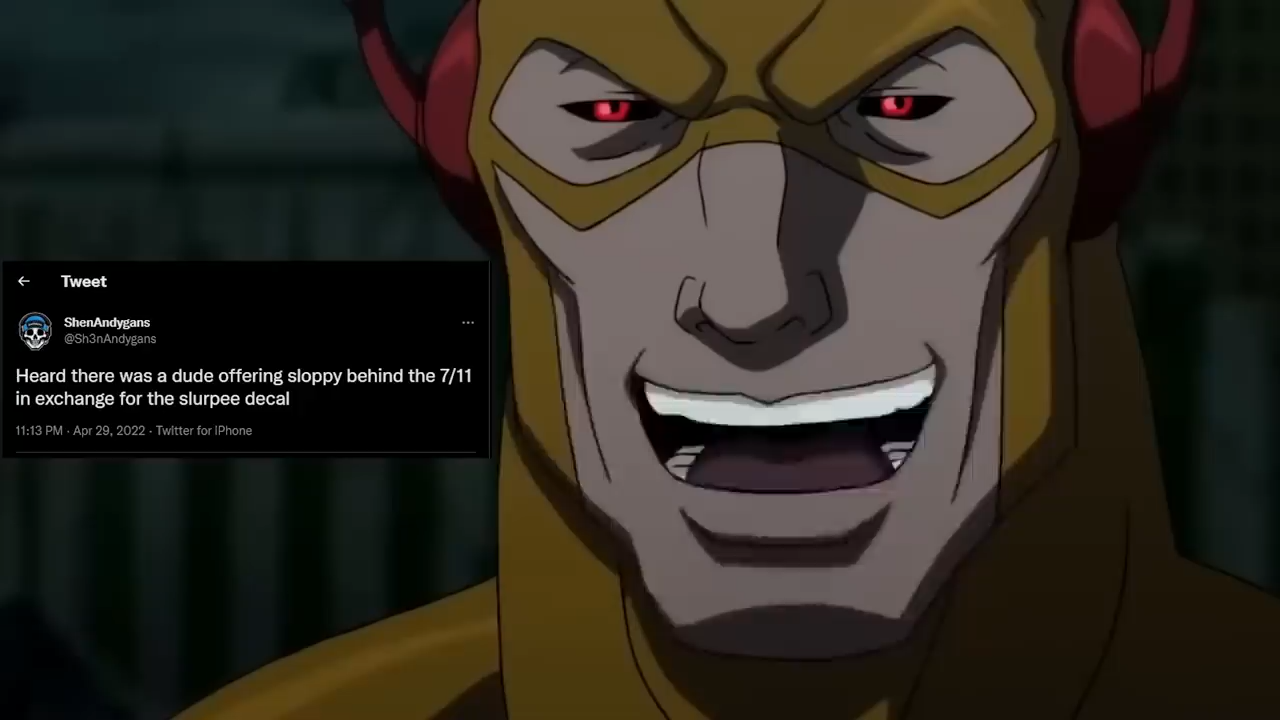 Tweet
ShenAndygans
@Sh3nAndygans
Heard there was a dude offering sloppy behind the 7/11
in exchange for the slurpee decal
11:13 PM · Apr 29, 2022 · Twitter for iPhone